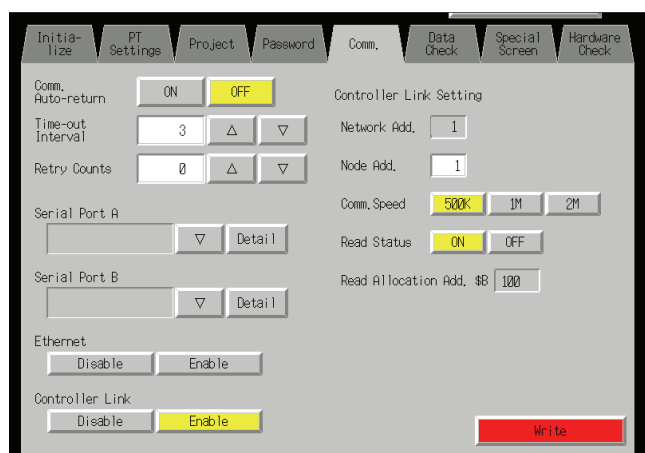 Initia-
lize
PT
Settings
Project
Password
Comm.
Data
Check
Special
Screen
Hardware
Check
Comm.
Auto-return
ON
OFF
Time-out
Interval
3
△
▽
Retry Counts
0
△
▽
Serial Port A
▽
Detail
Serial Port B
▽
Detail
Ethernet
Disable
Enable
Controller Link
Disable
Enable
Controller Link Setting
Network Add.
1
Node Add.
1
Comm.Speed
500K
1M
2M
Read Status
ON
OFF
Read Allocation Add. $B
100
Write